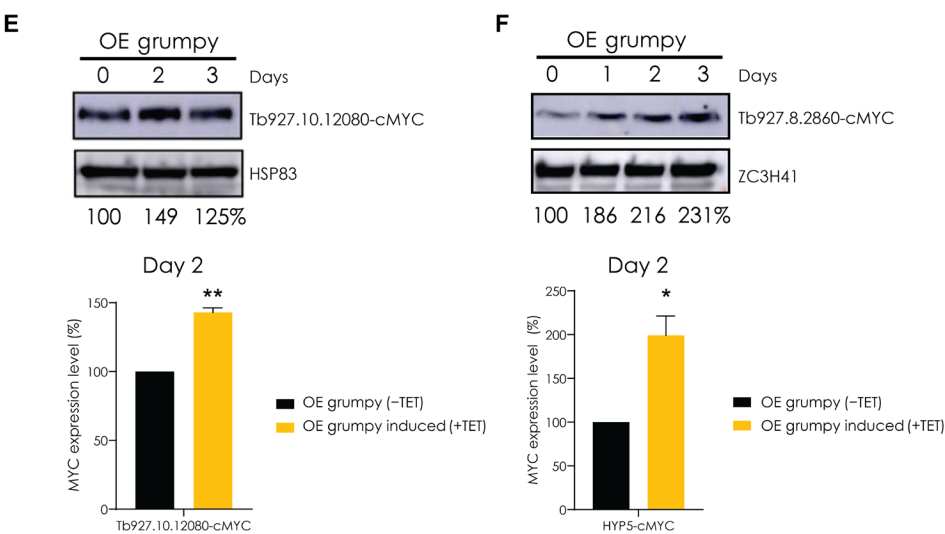 E
OE grumpy
0 2 3 Days
Tb927.10.12080-cMYC
HSP83
100 149 125%
Day 2
**
MYC expression level (%)
150
100
50
0
Tb927.10.12080-cMYC
OE grumpy (−TET)
OE grumpy induced (+TET)
F
OE grumpy
0 1 2 3 Days
Tb927.8.2860-cMYC
ZC3H41
100 186 216 231%
Day 2
*
MYC expression level (%)
250
200
150
100
50
0
HYP5-cMYC
OE grumpy (−TET)
OE grumpy induced (+TET)